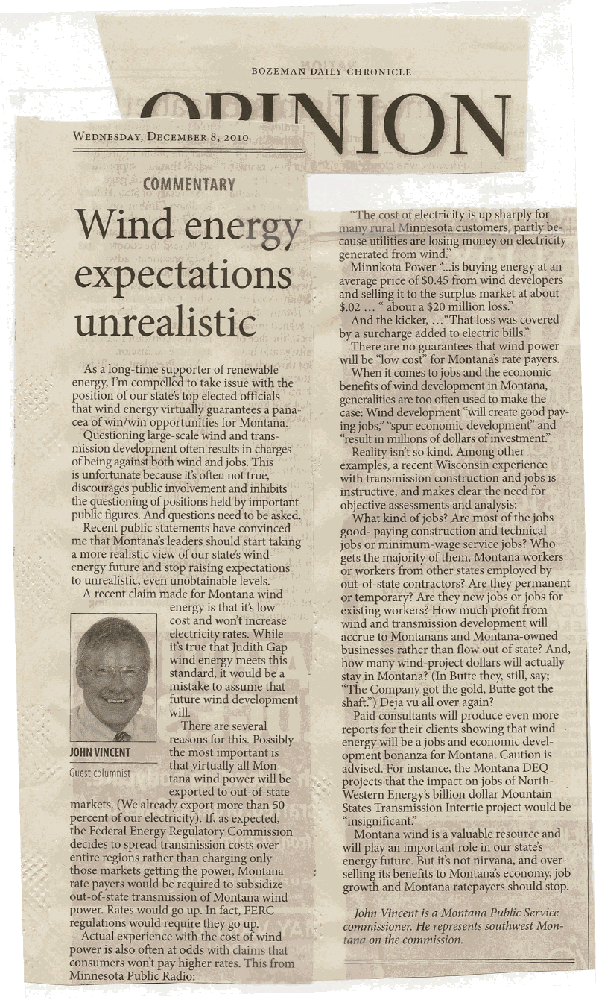 BOZEMAN DAILY CHRONICLE
OPINION
WEDNESDAY, DECEMBER 8, 2010
COMMENTARY
Wind energy
expectations
unrealistic
As a long-time supporter of renewable
energy, I'm compelled to take issue with the
position of our state's top elected officials
that wind energy virtually guarantees a pana-
cea of win/win opportunities for Montana.
Questioning large-scale wind and trans-
mission development often results in charges
of being against both wind and jobs. This
is unfortunate because it's often not true,
discourages public involvement and inhibits
the questioning of positions held by important
public figures. And questions need to be asked.
Recent public statements have convinced
me that Montana's leaders should start taking
a more realistic view of our state's wind-
energy future and stop raising expectations
to unrealistic, even unobtainable levels.
A recent claim made for Montana wind
energy is that it's low
cost and won't increase
electricity rates. While
it's true that Judith Gap
wind energy meets this
standard, it would be a
mistake to assume that
future wind development
will.
There are several
reasons for this. Possibly
the most important is
that virtually all Mon-
tana wind power will be
exported to out-of-state
markets. (We already export more than 50
percent of our electricity). If, as expected,
the Federal Energy Regulatory Commission
decides to spread transmission costs over
entire regions rather than charging only
those markets getting the power, Montana
rate payers would be required to subsidize
out-of-state transmission of Montana wind
power. Rates would go up. In fact, FERC
regulations would require they go up.
Actual experience with the cost of wind
power is also often at odds with claims that
consumers won't pay higher rates. This from
Minnesota Public Radio:
JOHN VINCENT
Guest columnist
"The cost of electricity is up sharply for
many rural Minnesota customers, partly be-
cause utilities are losing money on electricity
generated from wind."
Minnkota Power "...is buying energy at an
average price of $0.45 from wind developers
and selling it to the surplus market at about
$.02 ... " about a $20 million loss."
And the kicker, ..."That loss was covered
by a surcharge added to electric bills."
There are no guarantees that wind power
will be "low cost" for Montana's rate payers.
When it comes to jobs and the economic
benefits of wind development in Montana,
generalities are too often used to make the
case: Wind development "will create good pay-
ing jobs," "spur economic development" and
"result in millions of dollars of investment."
Reality isn't so kind. Among other
examples, a recent Wisconsin experience
with transmission construction and jobs is
instructive, and makes clear the need for
objective assessments and analysis:
What kind of jobs? Are most of the jobs
good- paying construction and technical
jobs or minimum-wage service jobs? Who
gets the majority of them, Montana workers
or workers from other states employed by
out-of-state contractors? Are they permanent
or temporary? Are they new jobs or jobs for
existing workers? How much profit from
wind and transmission development will
accrue to Montanans and Montana-owned
businesses rather than flow out of state? And,
how many wind-project dollars will actually
stay in Montana? (In Butte they, still, say;
"The Company got the gold, Butte got the
shaft.") Deja vu all over again?
Paid consultants will produce even more
reports for their clients showing that wind
energy will be a jobs and economic devel-
opment bonanza for Montana. Caution is
advised. For instance, the Montana DEQ
projects that the impact on jobs of North-
Western Energy's billion dollar Mountain
States Transmission Intertie project would be
"insignificant."
Montana wind is a valuable resource and
will play an important role in our state's
energy future. But it's not nirvana, and over-
selling its benefits to Montana's economy, job
growth and Montana ratepayers should stop.
John Vincent is a Montana Public Service
commissioner. He represents southwest Mon-
tana on the commission.